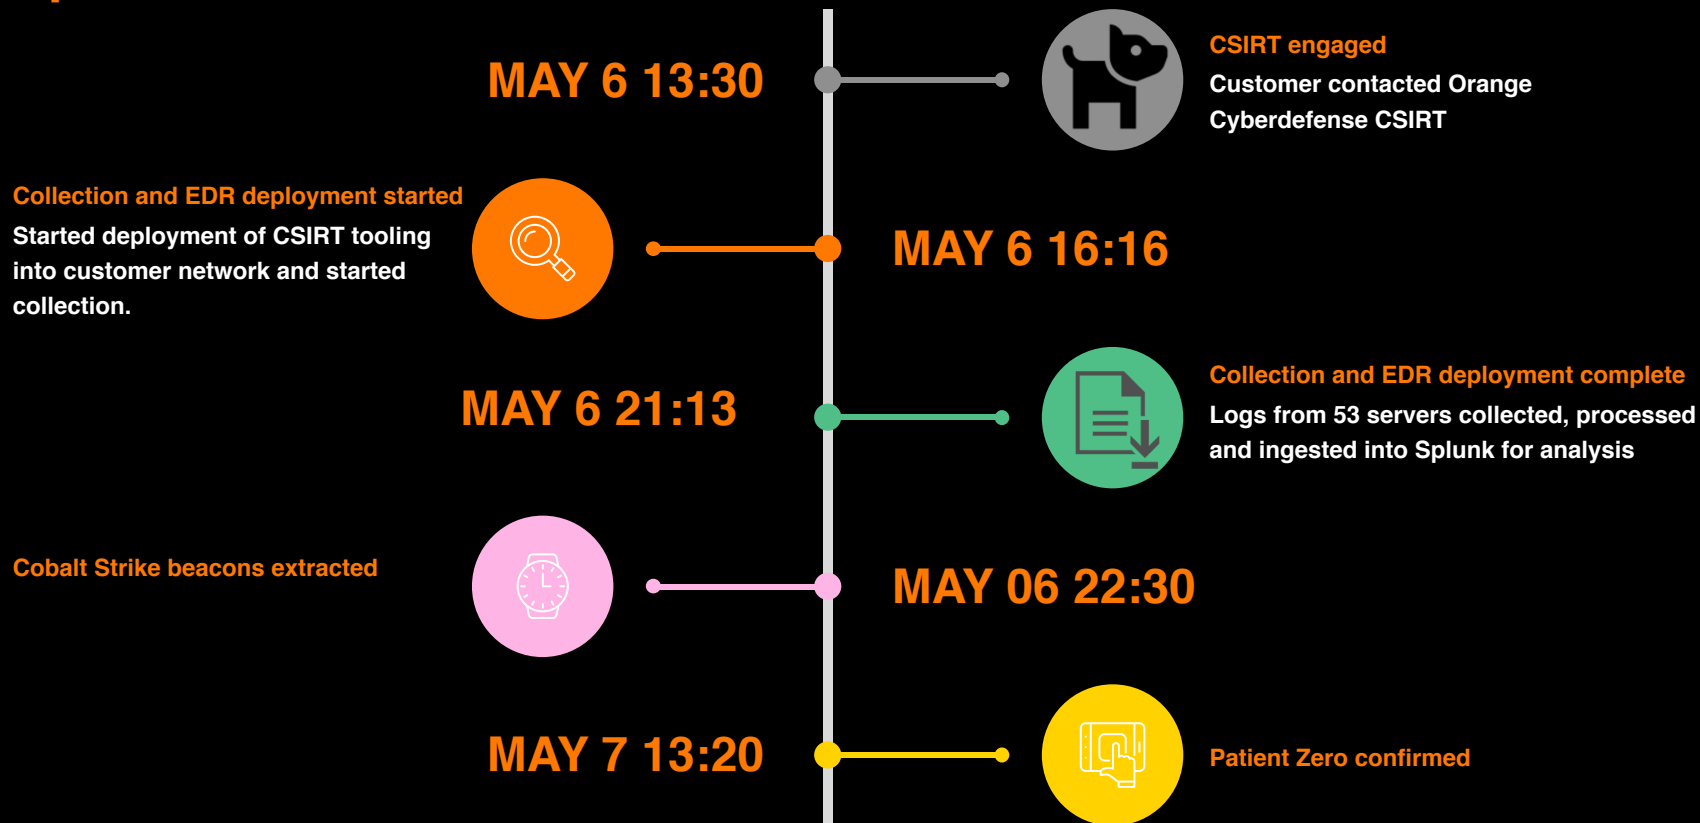 MAY 6 13:30
CSIRT engaged
Customer contacted Orange
Cyberdefense CSIRT
Collection and EDR deployment started
Started deployment of CSIRT tooling
into customer network and started
collection.
MAY 6 16:16
MAY 6 21:13
Collection and EDR deployment complete
Logs from 53 servers collected, processed
and ingested into Splunk for analysis
Cobalt Strike beacons extracted
MAY 06 22:30
MAY 7 13:20
Patient Zero confirmed